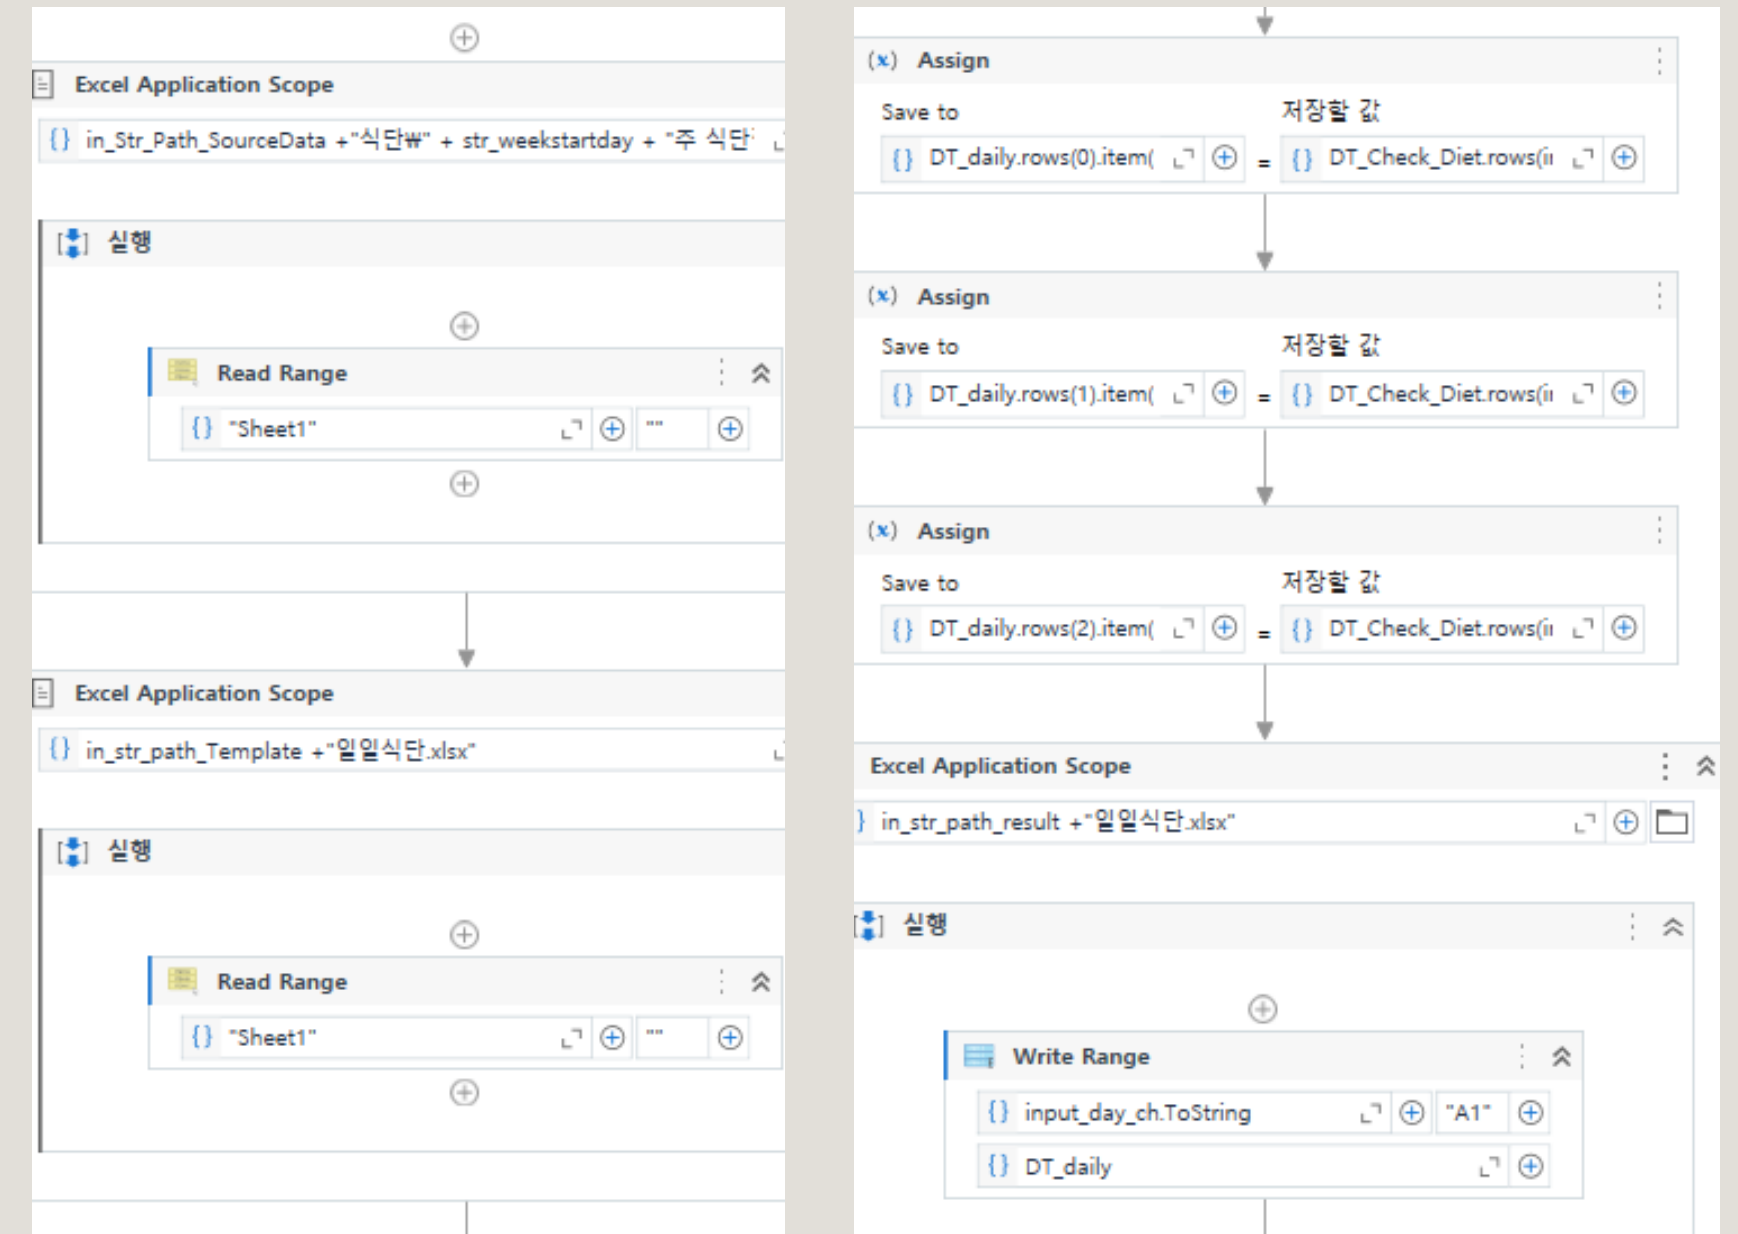 Excel Application Scope
{} in_Str_Path_SourceData +"식단₩" + str_weekstartday + "주 식단
실행
Read Range
{} "Sheet1" ""
Excel Application Scope
{} in_str_path_Template +"일일식단.xlsx"
실행
Read Range
{} "Sheet1" ""
(x) Assign
Save to 저장할 값
{} DT_daily.rows(0).item( = {} DT_Check_Diet.rows(
(x) Assign
Save to 저장할 값
{} DT_daily.rows(1).item( = {} DT_Check_Diet.rows(
(x) Assign
Save to 저장할 값
{} DT_daily.rows(2).item( = {} DT_Check_Diet.rows(
Excel Application Scope
} in_str_path_result +"일일식단.xlsx"
실행
Write Range
{} input_day_ch.ToString "A1"
{} DT_daily